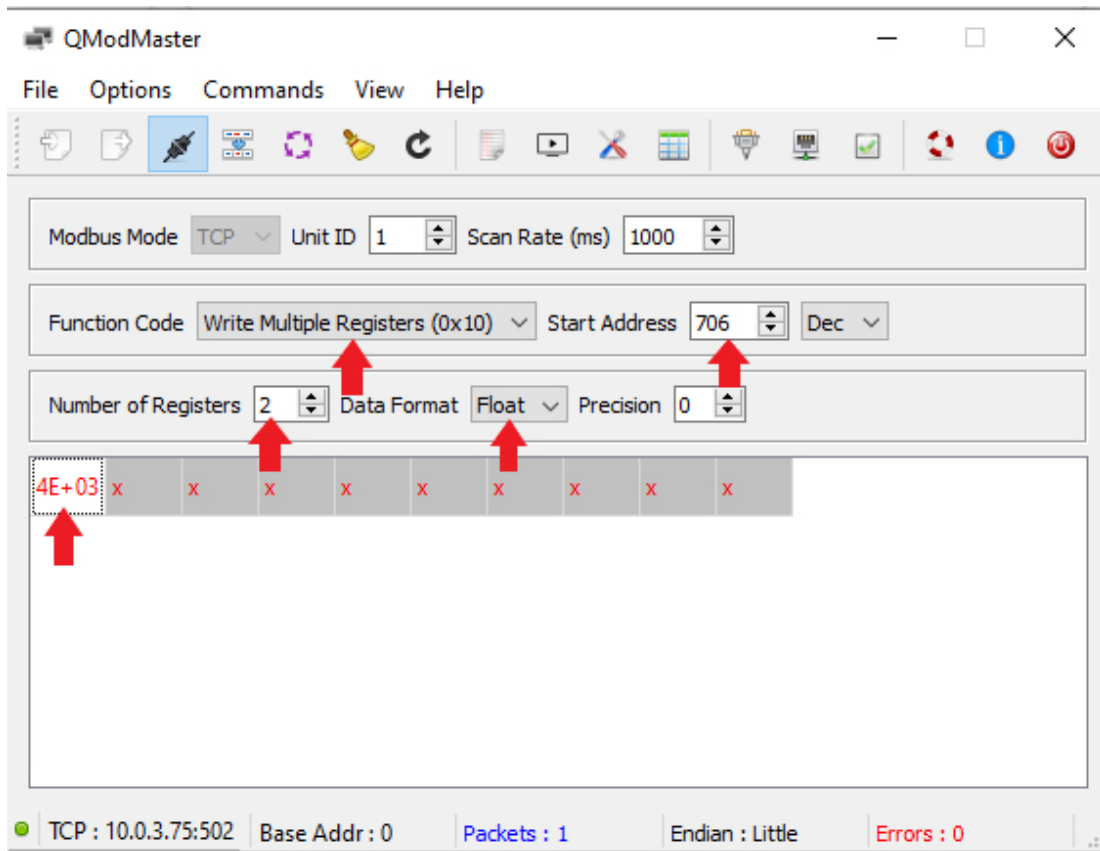 QModMaster
File Options Commands View Help
Modbus Mode TCP Unit ID 1 Scan Rate (ms) 1000
Function Code Write Multiple Registers (0x10) Start Address 706 Dec
Number of Registers 2 Data Format Float Precision 0
4E+03 x x x x x x x x x
TCP : 10.0.3.75:502 Base Addr : 0 Packets : 1 Endian : Little Errors : 0